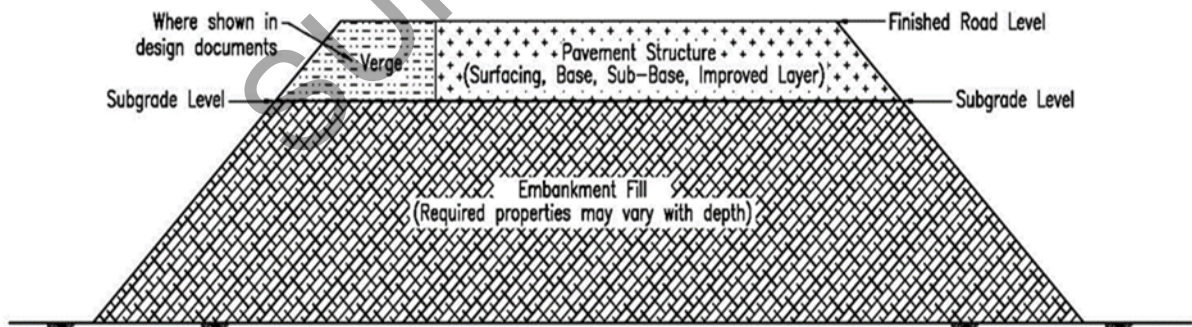 Where shown in
design documents
Verge
Pavement Structure
(Surfacing, Base, Sub-Base, Improved Layer)
Finished Road Level
Subgrade Level
Subgrade Level
Embankment Fill
(Required properties may vary with depth)